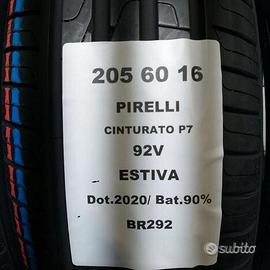 205 60 16
PIRELLI
CINTURATO P7
92V
ESTIVA
Dot.2020/ Bat.90%
BR292
subito